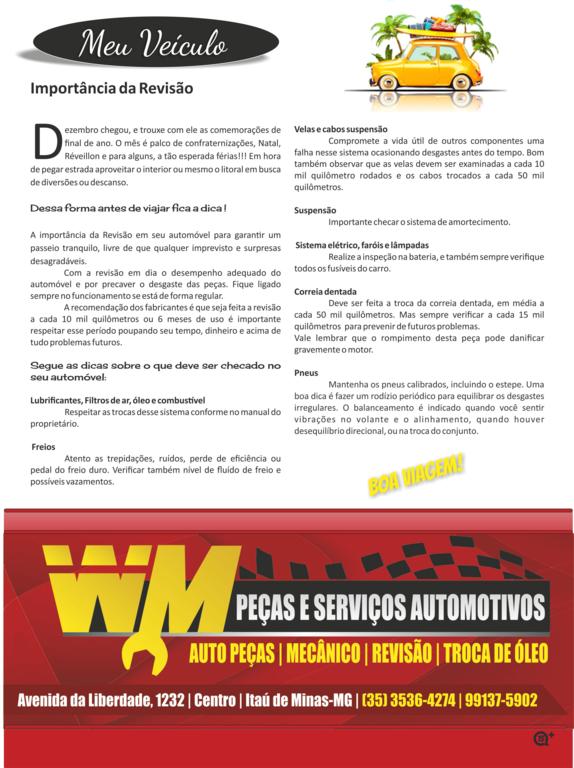 Meu Veículo
Importância da Revisão
Dezembro chegou, e trouxe com ele as comemorações de
final de ano. O mês é palco de confraternizações, Natal,
Réveillon e para alguns, a tão esperada férias!!! Em hora
de pegar estrada aproveitar o interior ou mesmo o litoral em busca
de diversões ou descanso.
Dessa forma antes de viajar fica a dica !
A importância da Revisão em seu automóvel para garantir um
passeio tranquilo, livre de que qualquer imprevisto e surpresas
desagradáveis.
Com a revisão em dia o desempenho adequado do
automóvel e por precaver o desgaste das peças. Fique ligado
sempre no funcionamento se está de forma regular.
A recomendação dos fabricantes é que seja feita a revisão
a cada 10 mil quilômetros ou 6 meses de uso é importante
respeitar esse período poupando seu tempo, dinheiro e acima de
tudo problemas futuros.
Segue as dicas sobre o que deve ser checado no
seu automóvel:
Lubrificantes, Filtros de ar, óleo e combustível
Respeitar as trocas desse sistema conforme no manual do
proprietário.
Freios
Atento as trepidações, ruídos, perde de eficiência ou
pedal do freio duro. Verificar também nível de fluído de freio e
possíveis vazamentos.
Velas e cabos suspensão
Compromete a vida útil de outros componentes uma
falha nesse sistema ocasionando desgastes antes do tempo. Bom
também observar que as velas devem ser examinadas a cada 10
mil quilômetro rodados e os cabos trocados a cada 50 mil
quilômetros.
Suspensão
Importante checar o sistema de amortecimento.
Sistema elétrico, faróis e lâmpadas
Realize a inspeção na bateria, e também sempre verifique
todos os fusíveis do carro.
Correia dentada
Deve ser feita a troca da correia dentada, em média a
cada 50 mil quilômetros. Mas sempre verificar a cada 15 mil
quilômetros para prevenir de futuros problemas.
Vale lembrar que o rompimento desta peça pode danificar
gravemente o motor.
Pneus
Mantenha os pneus calibrados, incluindo o estepe. Uma
boa dica é fazer um rodízio periódico para equilibrar os desgastes
irregulares. O balanceamento é indicado quando você sentir
vibrações no volante e o alinhamento, quando houver
desequilíbrio direcional, ou na troca do conjunto.
BOA VIAGEM!
WM
PEÇAS E SERVIÇOS AUTOMOTIVOS
AUTO PEÇAS | MECÂNICO | REVISÃO | TROCA DE ÓLEO
Avenida da Liberdade, 1232 | Centro | Itaú de Minas-MG | (35) 3536-4274 | 99137-5902